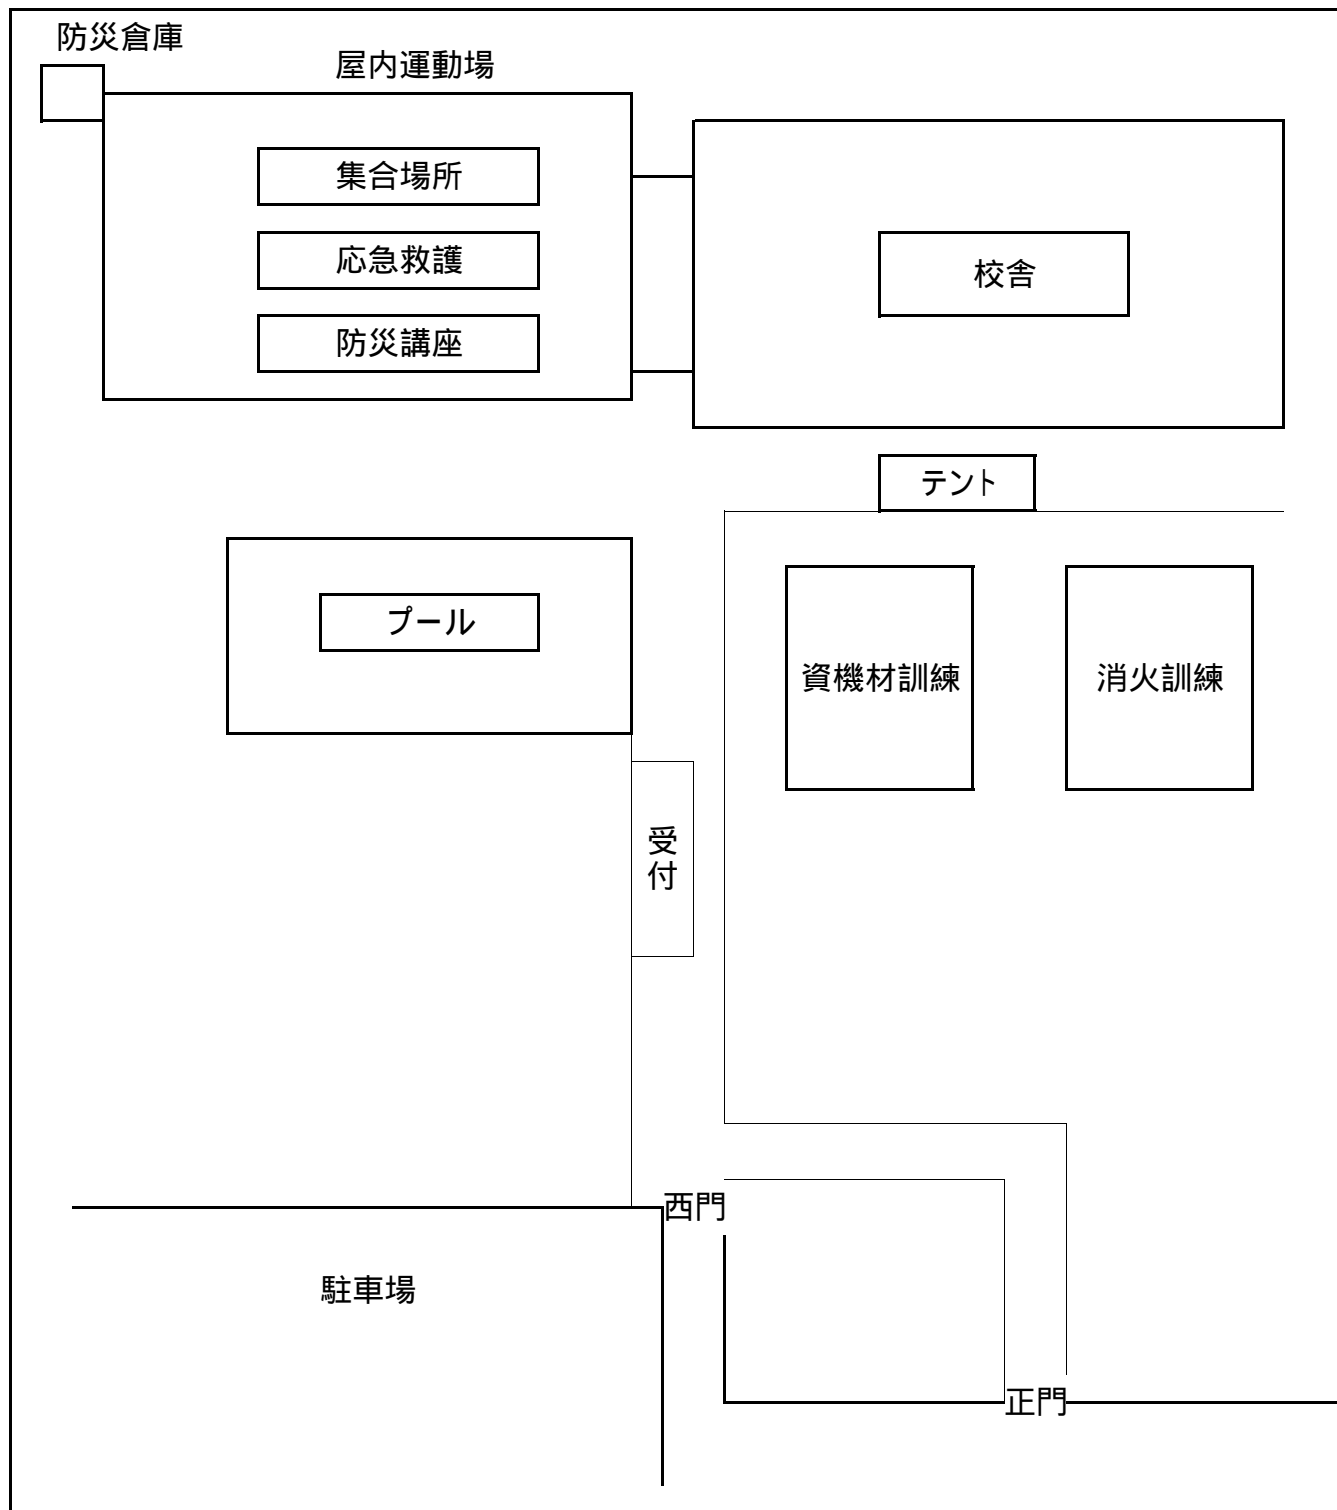 防災倉庫
屋内運動場
集合場所
応急救護
防災講座
校舎
テント
プール
資機材訓練
消火訓練
受付
西門
駐車場
正門